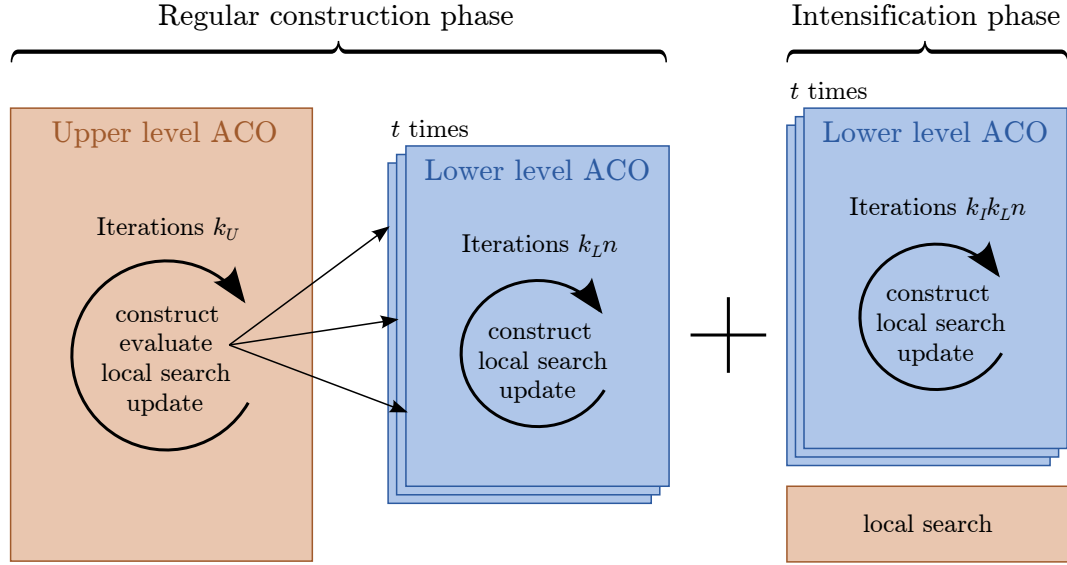 Regular construction phase
Intensification phase
Upper level ACO
Iterations $k_U$
construct
evaluate
local search
update
$t$ times
Lower level ACO
Iterations $k_L n$
construct
local search
update
+
$t$ times
Lower level ACO
Iterations $k_I k_L n$
construct
local search
update
local search